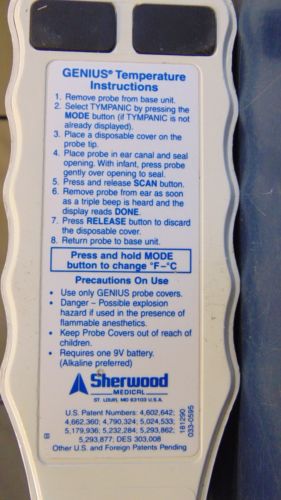 GENIUS® Temperature
Instructions
1. Remove probe from base unit.
2. Select TYMPANIC by pressing the
MODE button (if TYMPANIC is not
already displayed).
3. Place a disposable cover on the
probe tip.
4. Place probe in ear canal and seal
opening. With infant, press probe
gently over opening to seal.
5. Press and release SCAN button.
6. Remove probe from ear as soon
as a triple beep is heard and the
display reads DONE.
7. Press RELEASE button to discard
the disposable cover.
8. Return probe to base unit.
Press and hold MODE
button to change °F–°C
Precautions On Use
• Use only GENIUS probe covers.
• Danger – Possible explosion
hazard if used in the presence of
flammable anesthetics.
• Keep Probe Covers out of reach of
children.
• Requires one 9V battery.
(Alkaline preferred)
Sherwood
MEDICAL
ST. LOUIS, MO 63103 U.S.A.
U.S. Patent Numbers: 4,602,642;
4,662,360; 4,790,324; 5,024,533;
5,179,936; 5,232,284; 5,293,862;
5,293,877; DES 303,008
Other U.S. and Foreign Patents Pending
181290
033-0595